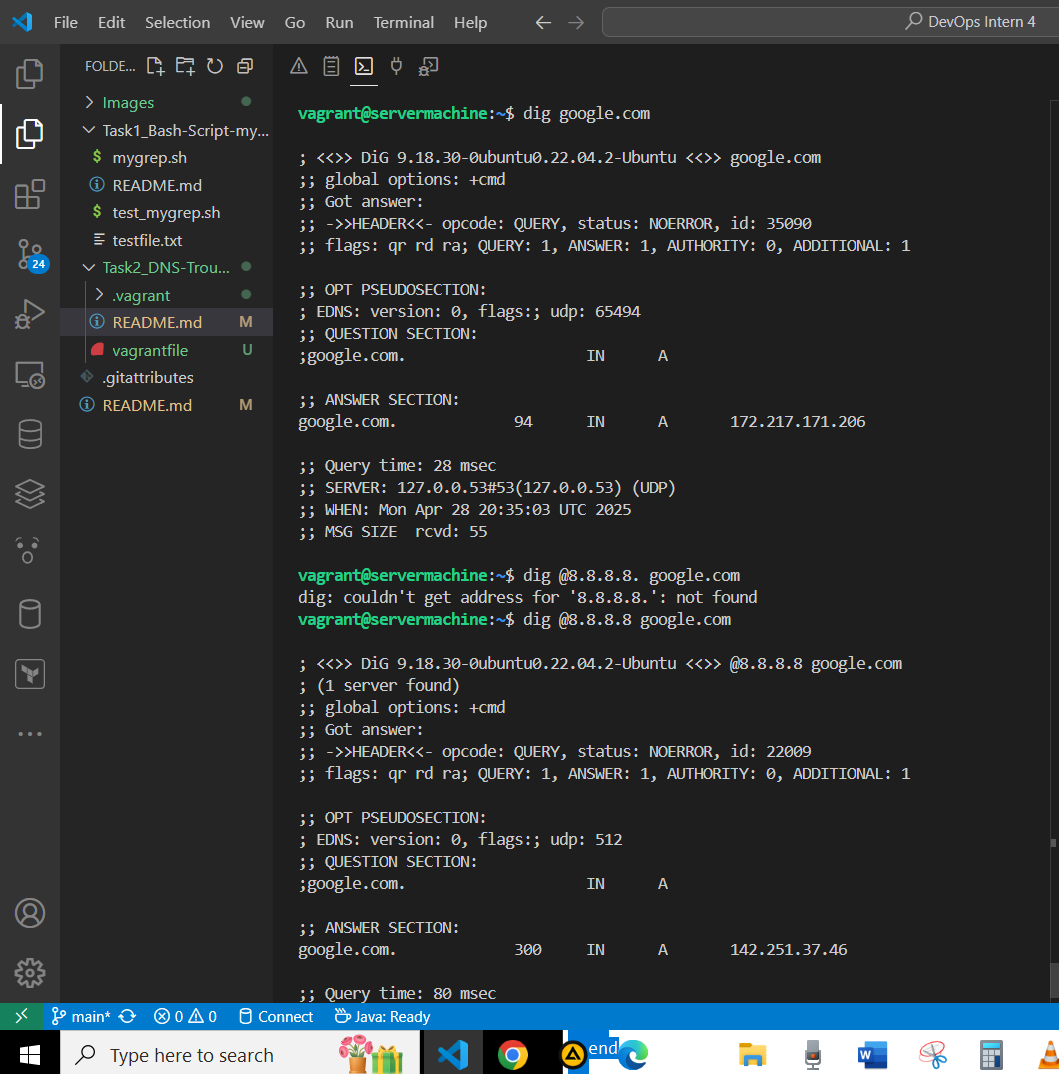 File Edit Selection View Go Run Terminal Help
DevOps Intern 4
FOLDE...
Images
Task1_Bash-Script-my...
$ mygrep.sh
README.md
$ test_mygrep.sh
testfile.txt
Task2_DNS-Trou...
.vagrant
README.md M
vagrantfile U
.gitattributes
README.md M
24
vagrant@servermachine:~$ dig google.com
; <<>> DiG 9.18.30-0ubuntu0.22.04.2-Ubuntu <<>> google.com
;; global options: +cmd
;; Got answer:
;; ->>HEADER<<- opcode: QUERY, status: NOERROR, id: 35090
;; flags: qr rd ra; QUERY: 1, ANSWER: 1, AUTHORITY: 0, ADDITIONAL: 1
;; OPT PSEUDOSECTION:
; EDNS: version: 0, flags:; udp: 65494
;; QUESTION SECTION:
;google.com. IN A
;; ANSWER SECTION:
google.com. 94 IN A 172.217.171.206
;; Query time: 28 msec
;; SERVER: 127.0.0.53#53(127.0.0.53) (UDP)
;; WHEN: Mon Apr 28 20:35:03 UTC 2025
;; MSG SIZE rcvd: 55
vagrant@servermachine:~$ dig @8.8.8.8. google.com
dig: couldn't get address for '8.8.8.8.': not found
vagrant@servermachine:~$ dig @8.8.8.8 google.com
; <<>> DiG 9.18.30-0ubuntu0.22.04.2-Ubuntu <<>> @8.8.8.8 google.com
; (1 server found)
;; global options: +cmd
;; Got answer:
;; ->>HEADER<<- opcode: QUERY, status: NOERROR, id: 22009
;; flags: qr rd ra; QUERY: 1, ANSWER: 1, AUTHORITY: 0, ADDITIONAL: 1
;; OPT PSEUDOSECTION:
; EDNS: version: 0, flags:; udp: 512
;; QUESTION SECTION:
;google.com. IN A
;; ANSWER SECTION:
google.com. 300 IN A 142.251.37.46
;; Query time: 80 msec
main* 0 0 Connect Java: Ready
Type here to search
end